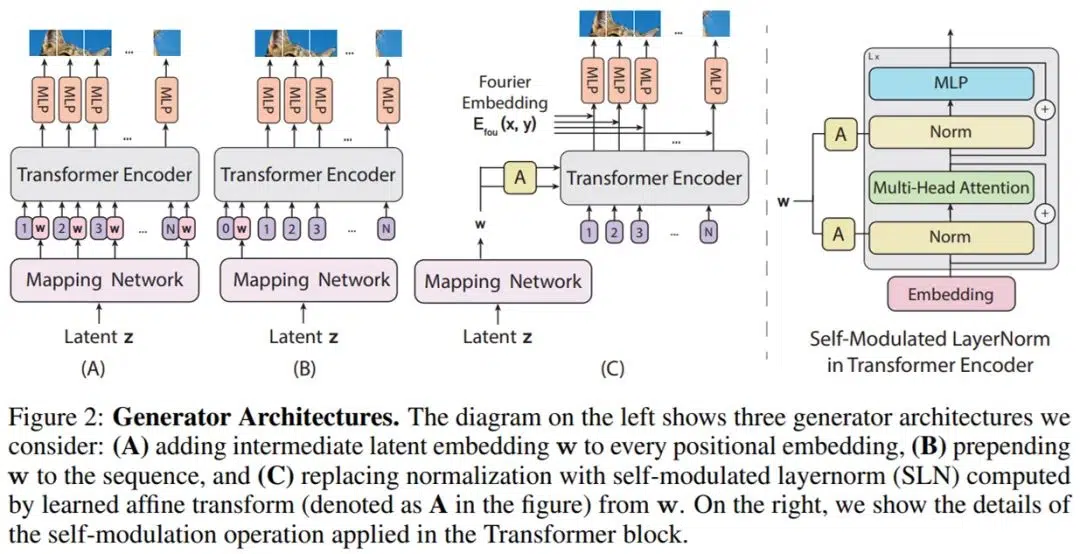 MLP MLP MLP ... MLP
...
Transformer Encoder
1 w 2 w 3 w ... N w
Mapping Network
Latent z
(A)
...
MLP MLP MLP MLP
...
Transformer Encoder
0 w 1 2 3 ... N
Mapping Network
Latent z
(B)
...
MLP MLP MLP MLP
Fourier
Embedding
E fou (x, y)
...
A
Transformer Encoder
w
1 2 3 ... N
Mapping Network
Latent z
(C)
L x
MLP
+
A
Norm
w
Multi-Head Attention
+
A
Norm
Embedding
Self-Modulated LayerNorm
in Transformer Encoder
Figure 2: Generator Architectures. The diagram on the left shows three generator architectures we
consider: (A) adding intermediate latent embedding w to every positional embedding, (B) prepending
w to the sequence, and (C) replacing normalization with self-modulated layernorm (SLN) computed
by learned affine transform (denoted as A in the figure) from w. On the right, we show the details of
the self-modulation operation applied in the Transformer block.